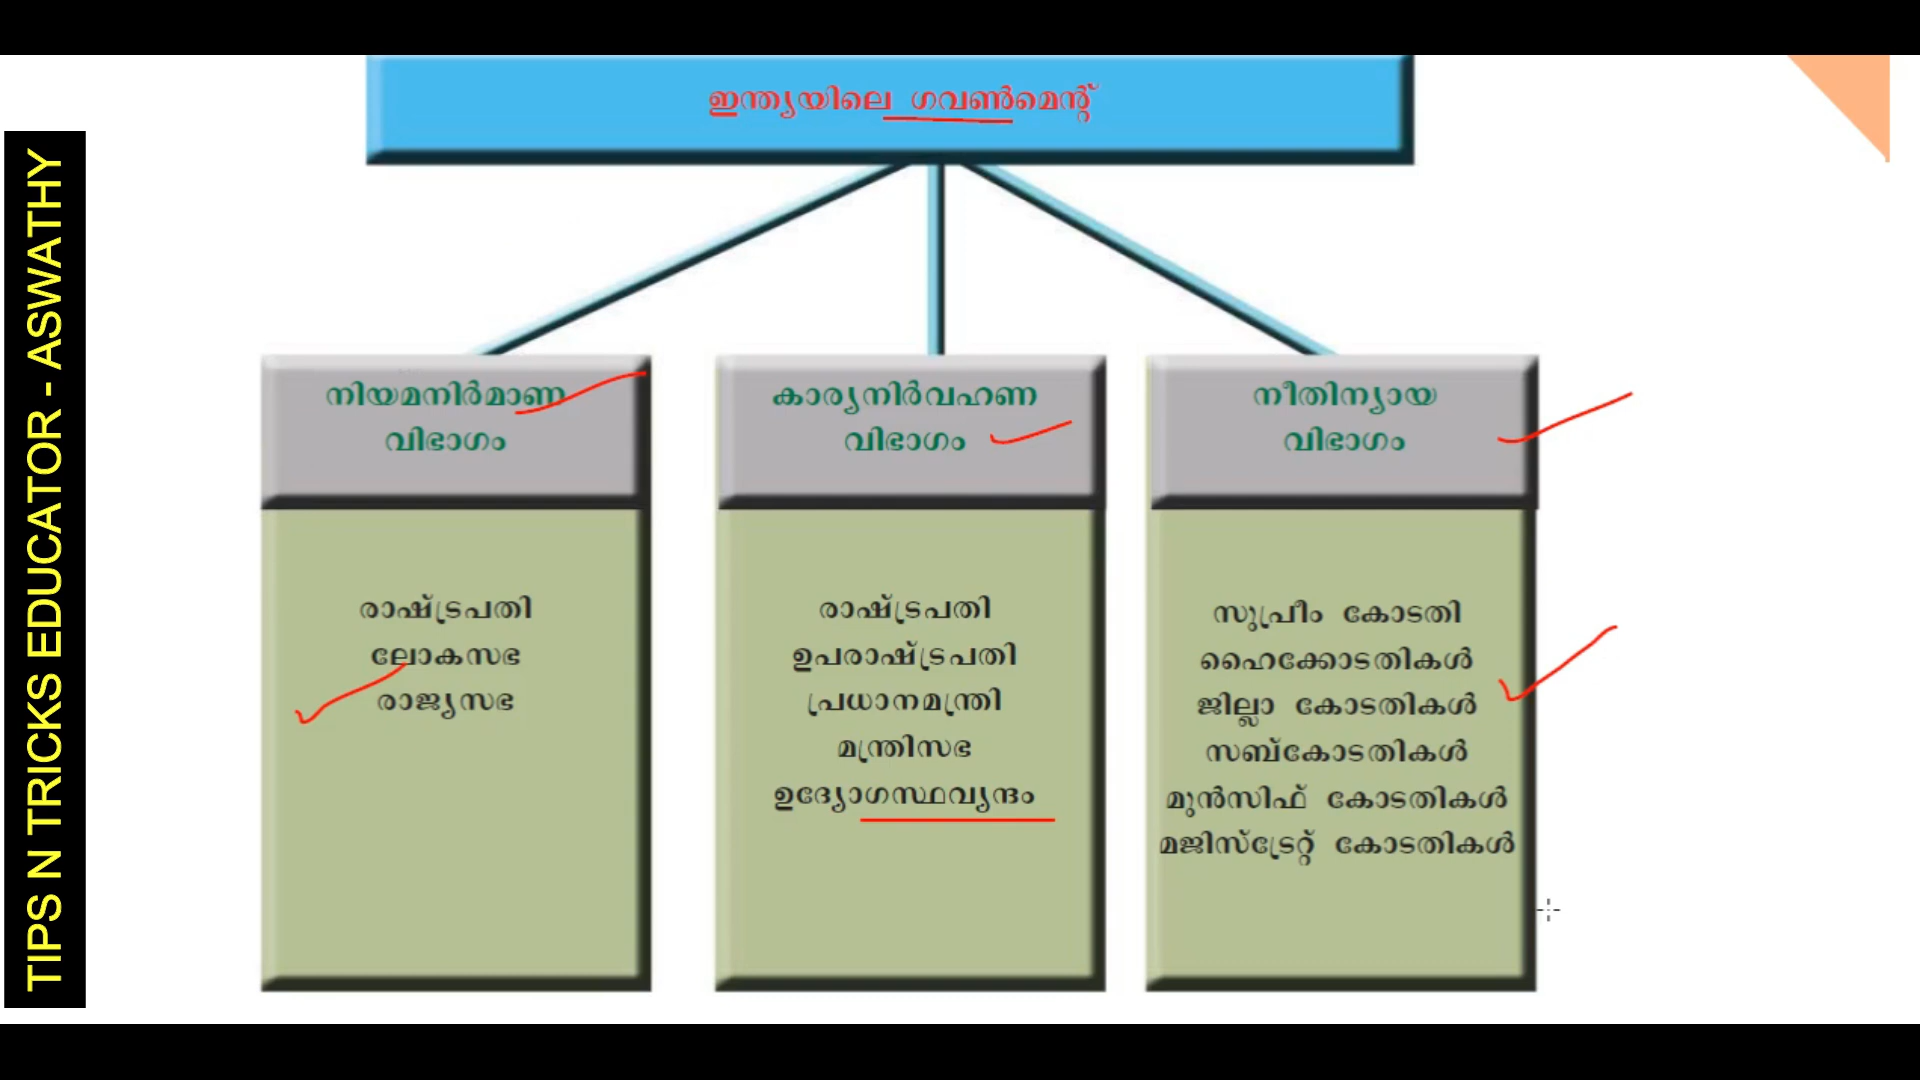 ഇന്ത്യയിലെ ഗവൺമെന്റ്
നിയമനിർമാണ
വിഭാഗം
രാഷ്ട്രപതി
ലോകസഭ
രാജ്യസഭ
കാര്യനിർവഹണ
വിഭാഗം
രാഷ്ട്രപതി
ഉപരാഷ്ട്രപതി
പ്രധാനമന്ത്രി
മന്ത്രിസഭ
ഉദ്യോഗസ്ഥവൃന്ദം
നീതിന്യായ
വിഭാഗം
സുപ്രീം കോടതി
ഹൈക്കോടതികൾ
ജില്ലാ കോടതികൾ
സബ്കോടതികൾ
മുൻസിഫ് കോടതികൾ
മജിസ്ട്രേറ്റ് കോടതികൾ
TIPS N TRICKS EDUCATOR - ASWATHY